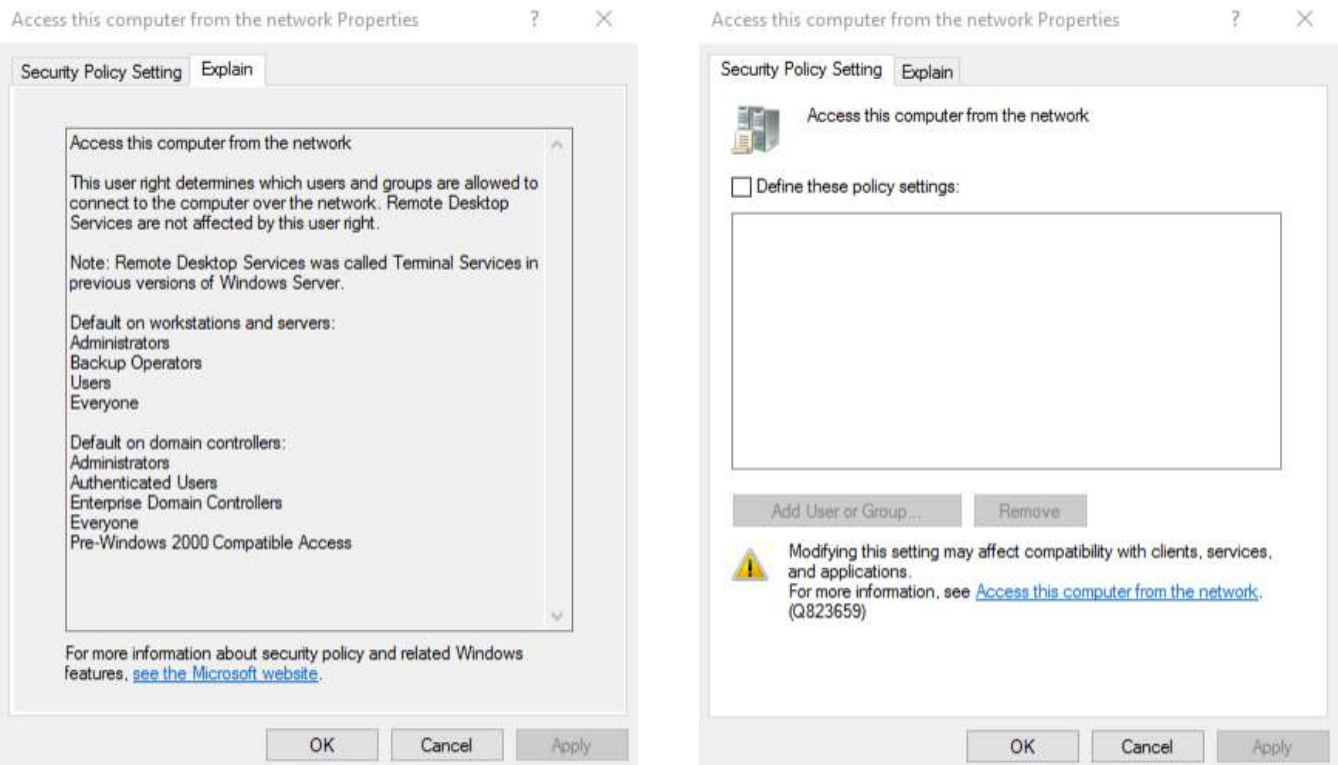 Access this computer from the network Properties
Security Policy Setting
Explain
Access this computer from the network
This user right determines which users and groups are allowed to
connect to the computer over the network. Remote Desktop
Services are not affected by this user right.
Note: Remote Desktop Services was called Terminal Services in
previous versions of Windows Server.
Default on workstations and servers:
Administrators
Backup Operators
Users
Everyone
Default on domain controllers:
Administrators
Authenticated Users
Enterprise Domain Controllers
Everyone
Pre-Windows 2000 Compatible Access
For more information about security policy and related Windows
features, see the Microsoft website.
OK
Cancel
Apply
Access this computer from the network Properties
Security Policy Setting
Explain
Access this computer from the network
Define these policy settings:
Add User or Group...
Remove
Modifying this setting may affect compatibility with clients, services,
and applications.
For more information, see Access this computer from the network.
(Q823659)
OK
Cancel
Apply